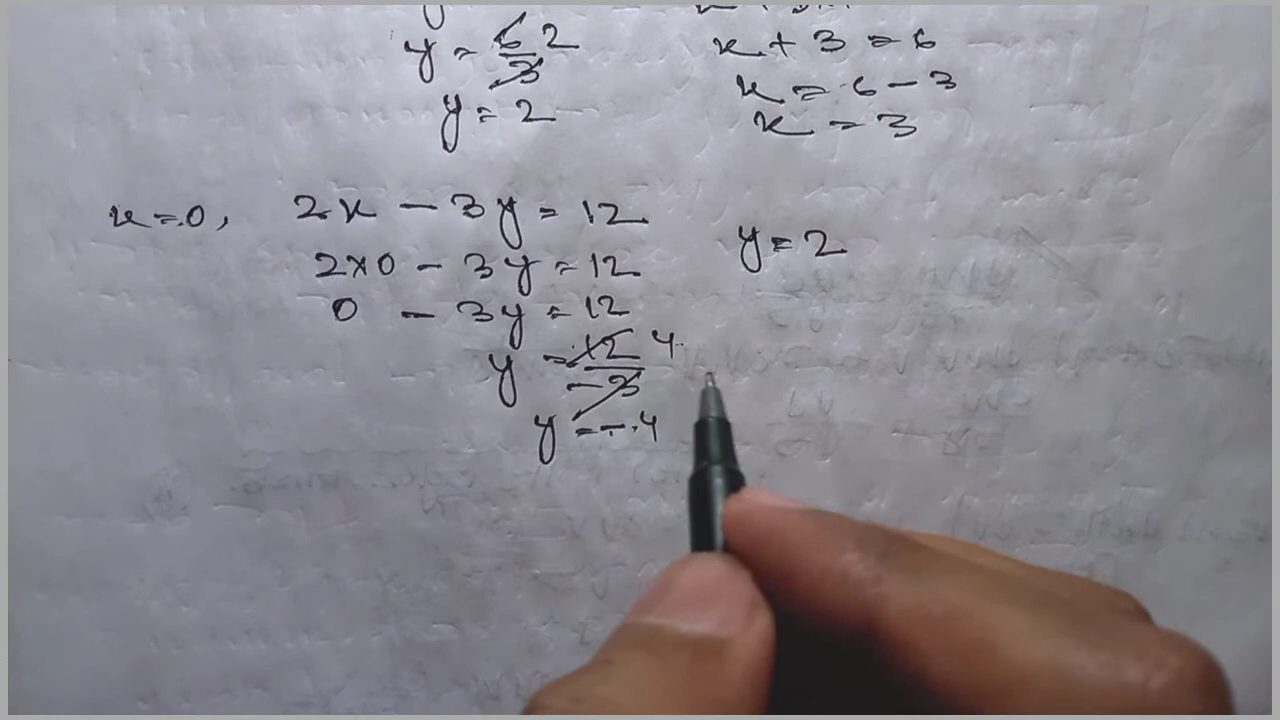 y = 6 2
3
y = 2
x + 3 = 6
x = 6 - 3
x = 3
x = 0, 2x - 3y = 12
2×0 - 3y = 12
0 - 3y = 12
y = 12 4
-3
y = -4
y = 2